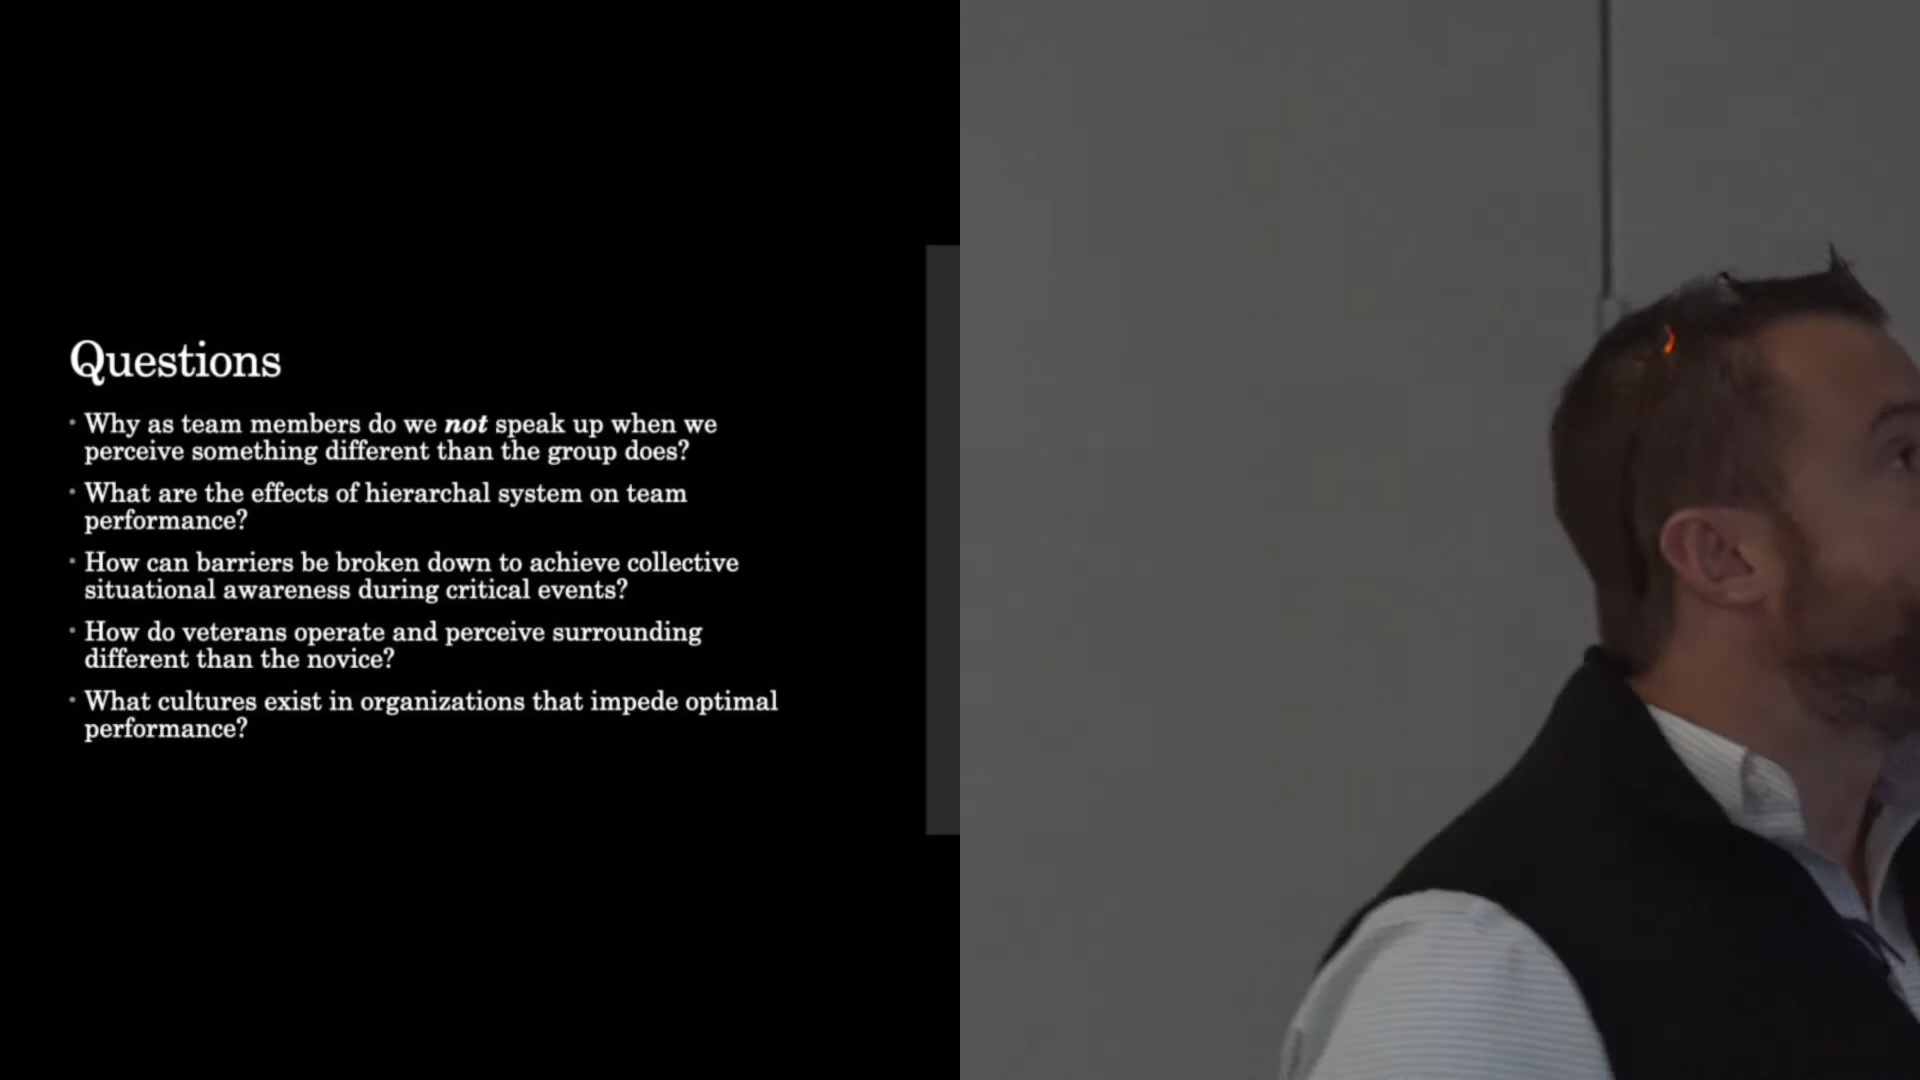 Questions
• Why as team members do we not speak up when we
perceive something different than the group does?
• What are the effects of hierarchal system on team
performance?
• How can barriers be broken down to achieve collective
situational awareness during critical events?
• How do veterans operate and perceive surrounding
different than the novice?
• What cultures exist in organizations that impede optimal
performance?